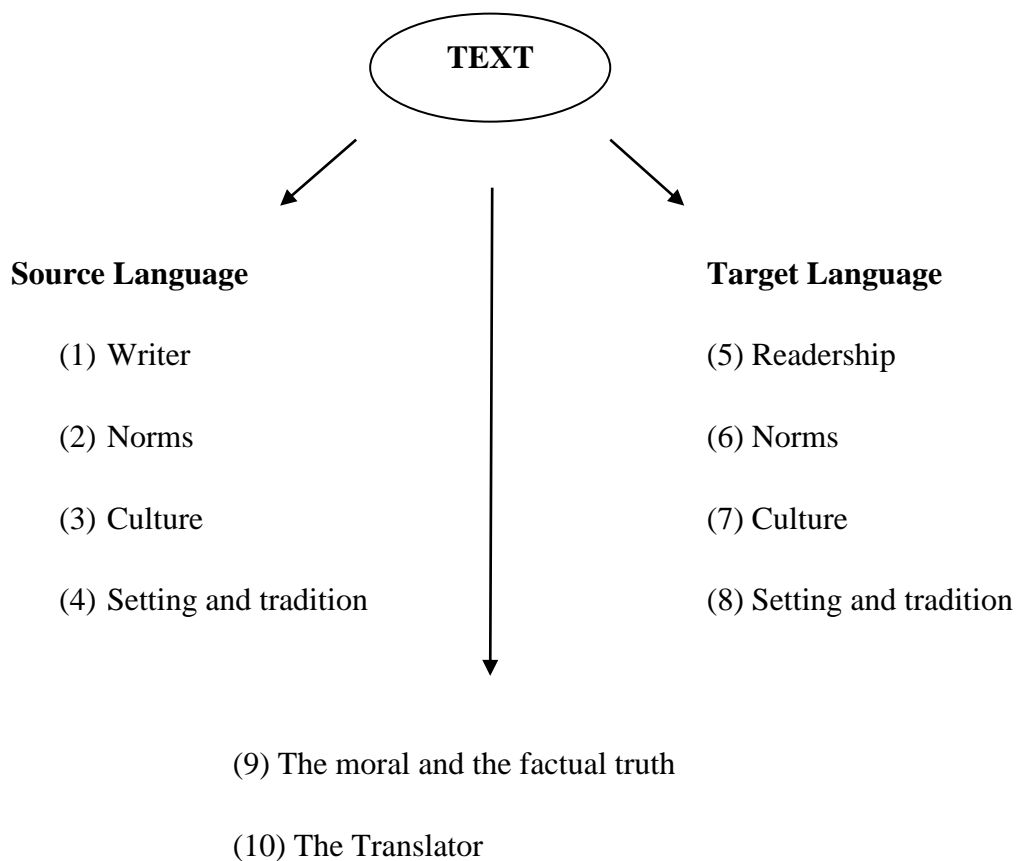 TEXT
Source Language
(1) Writer
(2) Norms
(3) Culture
(4) Setting and tradition
Target Language
(5) Readership
(6) Norms
(7) Culture
(8) Setting and tradition
(9) The moral and the factual truth
(10) The Translator